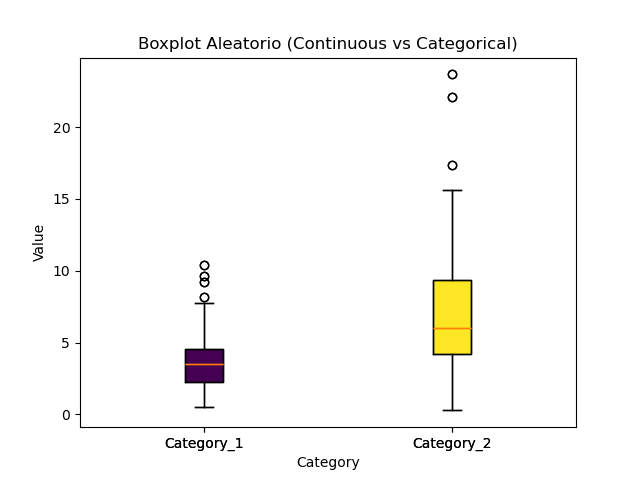 Boxplot Aleatorio (Continuous vs Categorical)
20
15
10
5
0
Value
Category_1
Category_2
Category